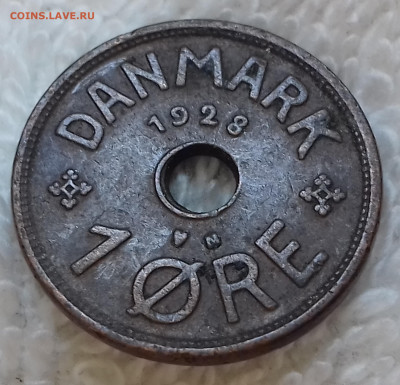 COINS.LAVE.RU
DANMARK
1928
N
1 ØRE